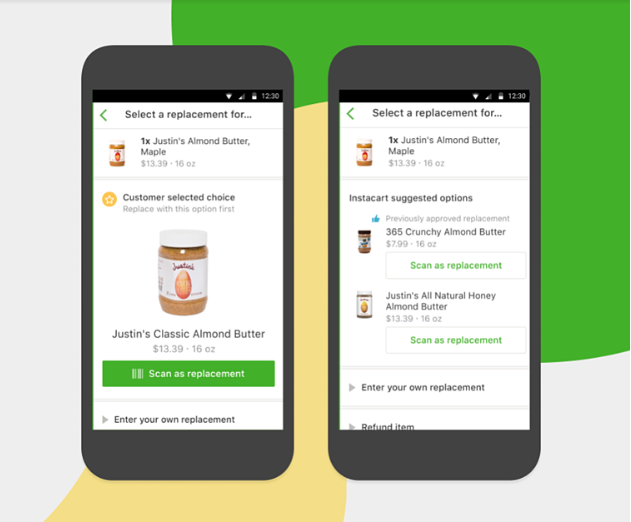 12:30
Select a replacement for...
1x Justin's Almond Butter,
Maple
$13.39 · 16 oz
Customer selected choice
Replace with this option first
Justin's
Justin's Classic Almond Butter
$13.39 · 16 oz
Scan as replacement
Enter your own replacement
12:30
Select a replacement for...
1x Justin's Almond Butter,
Maple
$13.39 · 16 oz
Instacart suggested options
Previously approved replacement
365 Crunchy Almond Butter
$7.99 · 16 oz
Scan as replacement
Justin's All Natural Honey
Almond Butter
$13.39 · 16 oz
Scan as replacement
Enter your own replacement
Refund item